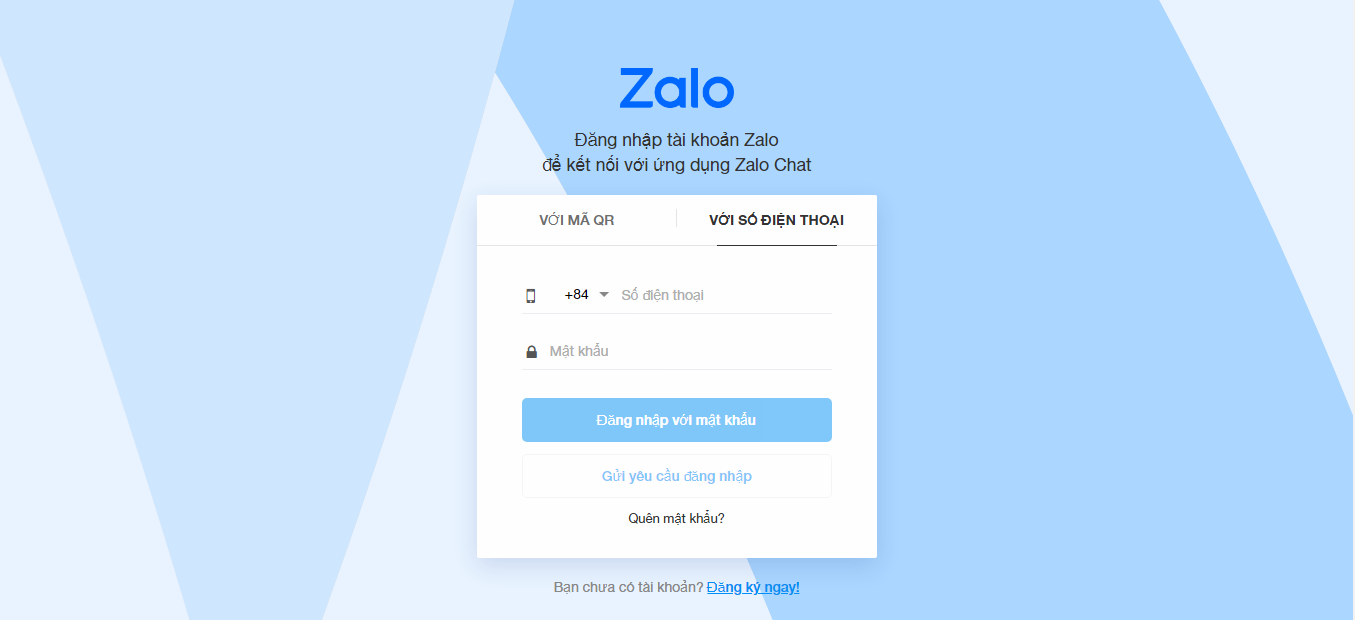 Zalo
Đăng nhập tài khoản Zalo
để kết nối với ứng dụng Zalo Chat
VỚI MÃ QR
VỚI SỐ ĐIỆN THOẠI
+84 Số điện thoại
Mật khẩu
Đăng nhập với mật khẩu
Gửi yêu cầu đăng nhập
Quên mật khẩu?
Bạn chưa có tài khoản? Đăng ký ngay!